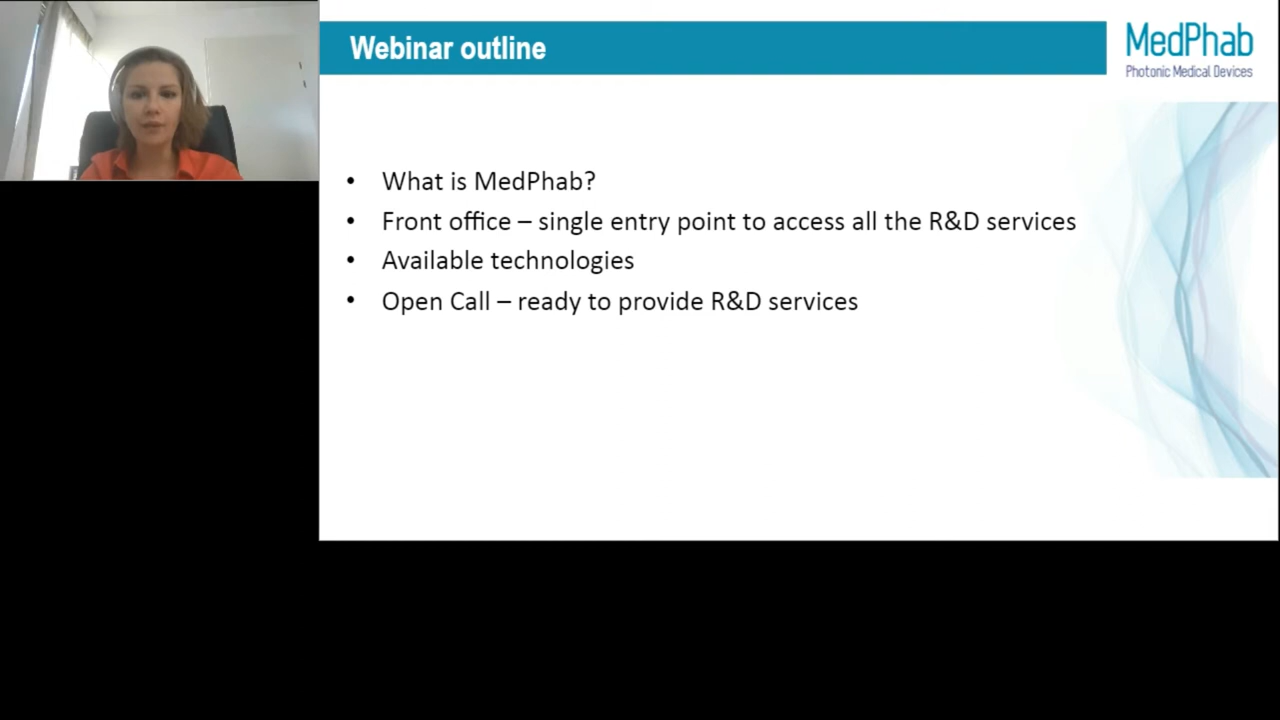 Webinar outline
MedPhab
Photonic Medical Devices
• What is MedPhab?
• Front office – single entry point to access all the R&D services
• Available technologies
• Open Call – ready to provide R&D services